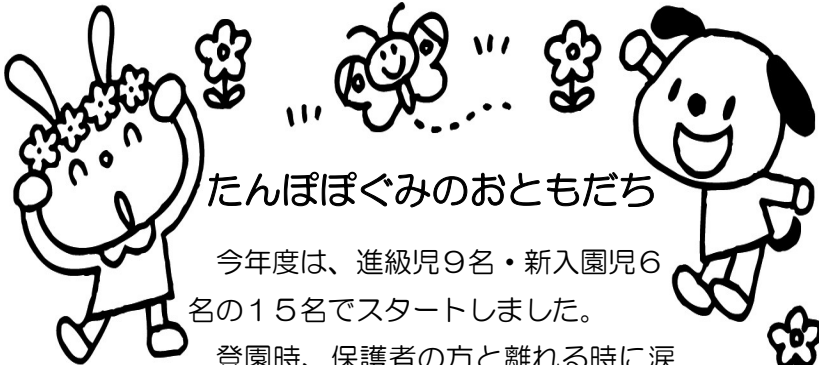 たんぽぽぐみのおともだち
今年度は、進級児９名・新入園児６
名の１５名でスタートしました。
登園時、保護者の方と離れる時に涙